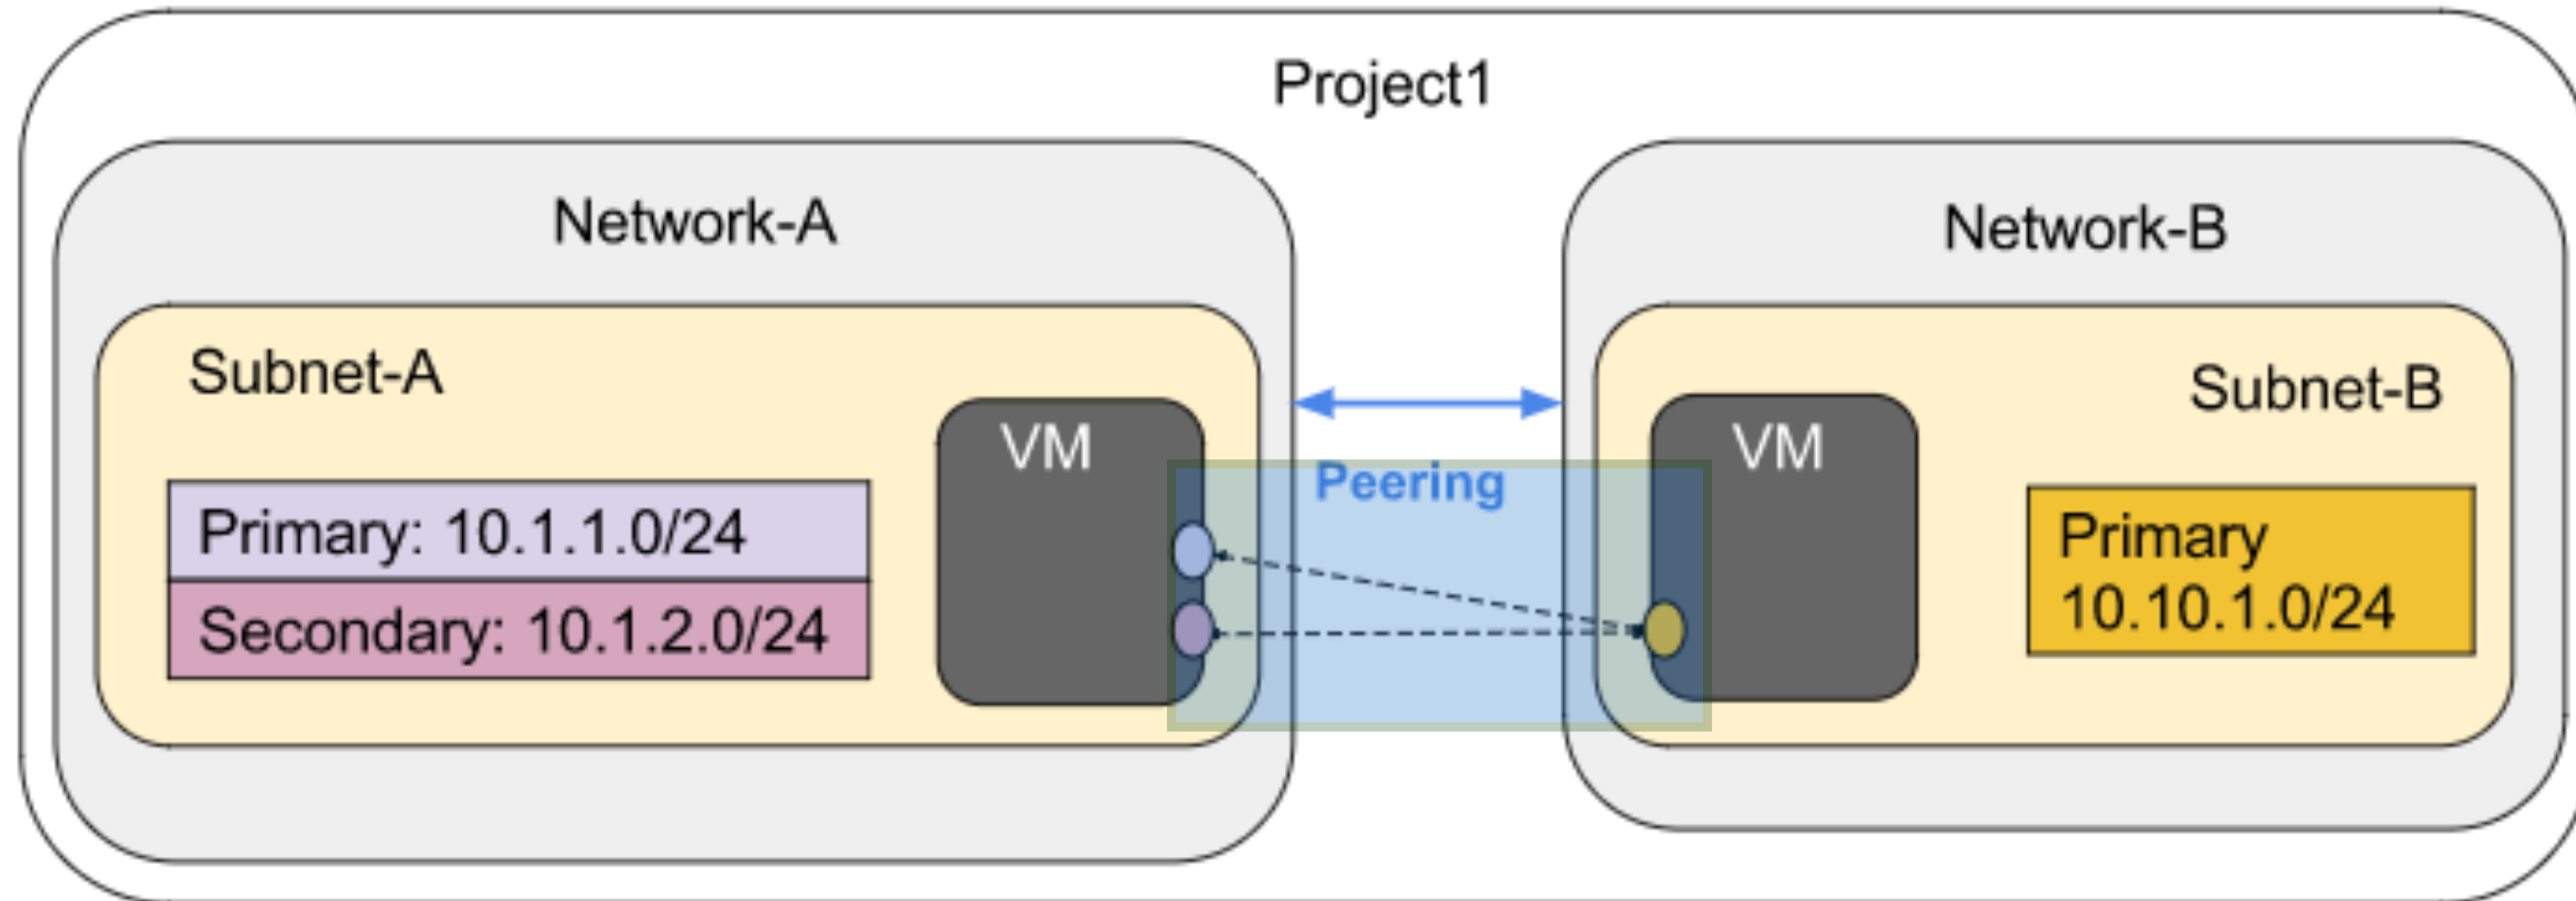 Project1
Network-A
Network-B
Subnet-A
Subnet-B
VM
VM
Peering
Primary: 10.1.1.0/24
Secondary: 10.1.2.0/24
Primary
10.10.1.0/24